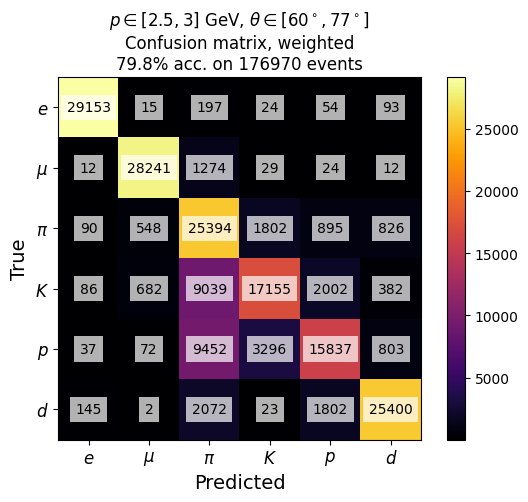 p ∈ [2.5, 3] GeV, θ ∈ [60°, 77°]
Confusion matrix, weighted
79.8% acc. on 176970 events
e 29153 15 197 24 54 93
μ 12 28241 1274 29 24 12
π 90 548 25394 1802 895 826
K 86 682 9039 17155 2002 382
p 37 72 9452 3296 15837 803
d 145 2 2072 23 1802 25400
e μ π K p d
Predicted
True
25000
20000
15000
10000
5000